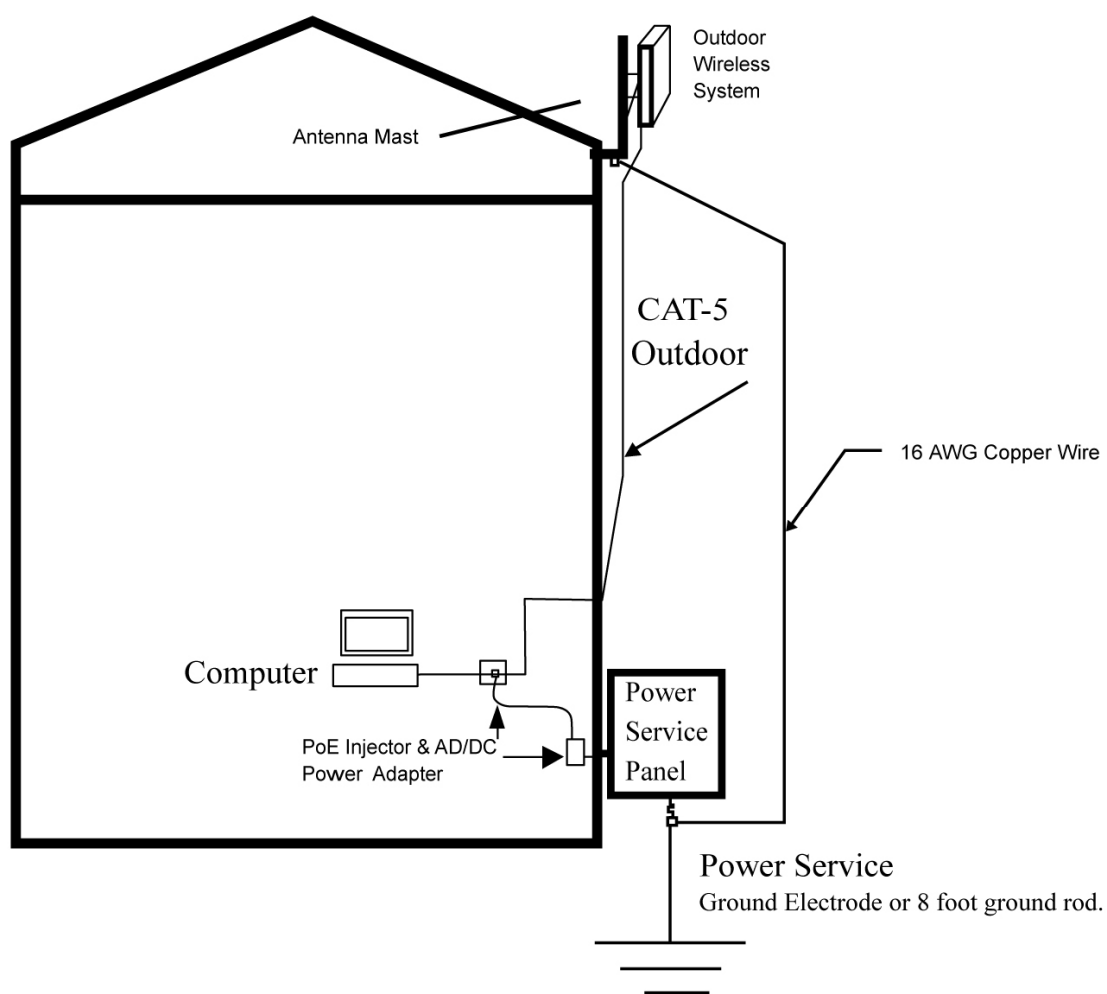 Outdoor
Wireless
System
Antenna Mast
CAT-5
Outdoor
16 AWG Copper Wire
Computer
Power
Service
Panel
PoE Injector & AD/DC
Power Adapter
Power Service
Ground Electrode or 8 foot ground rod.